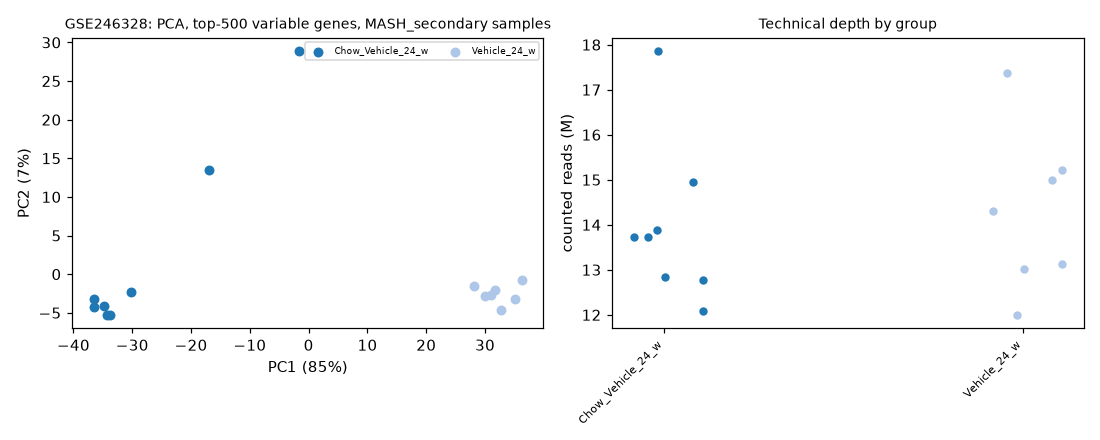 GSE246328: PCA, top-500 variable genes, MASH_secondary samples
30
25
20
15
10
5
0
−5
PC2 (7%)
−40
−30
−20
−10
0
10
20
30
PC1 (85%)
Chow_Vehicle_24_w
Vehicle_24_w
Technical depth by group
18
17
16
15
14
13
12
counted reads (M)
Chow_Vehicle_24_w
Vehicle_24_w